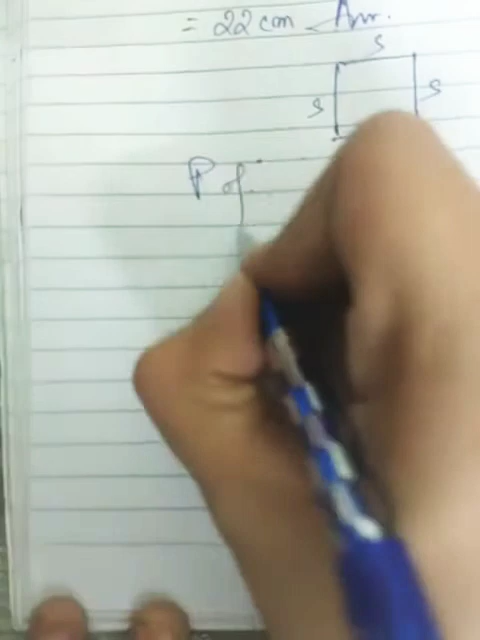 = 22 cm Ans.
s
s s
P of